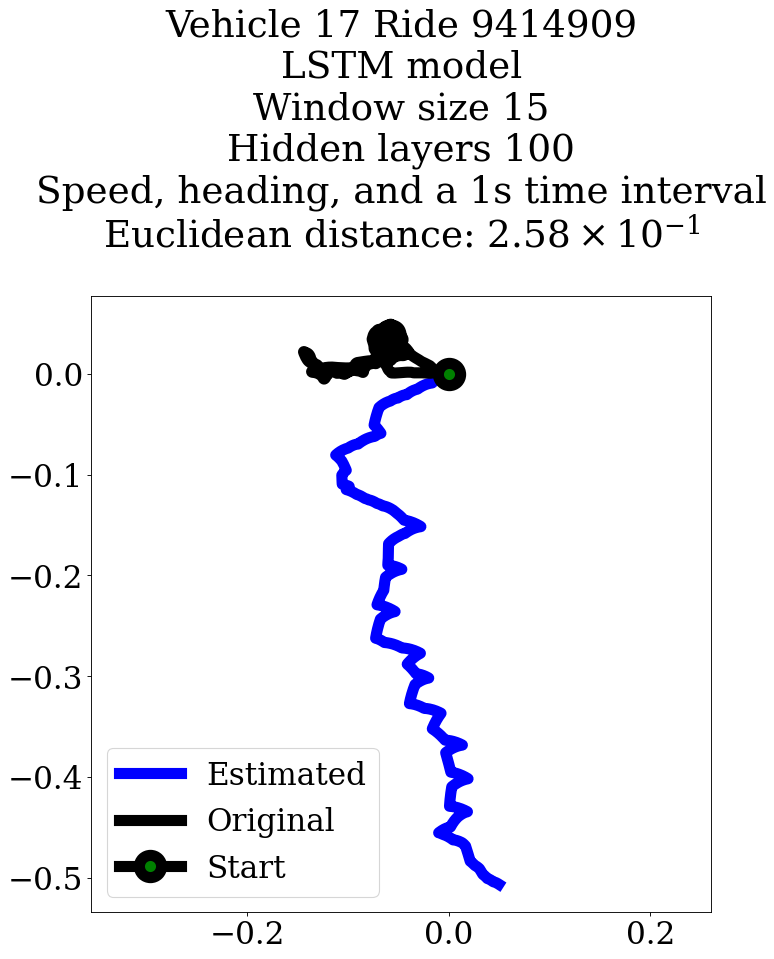 Vehicle 17 Ride 9414909
LSTM model
Window size 15
Hidden layers 100
Speed, heading, and a 1s time interval
Euclidean distance: 2.58 × 10⁻¹
0.0
−0.1
−0.2
−0.3
−0.4
−0.5
Estimated
Original
Start
−0.2 0.0 0.2